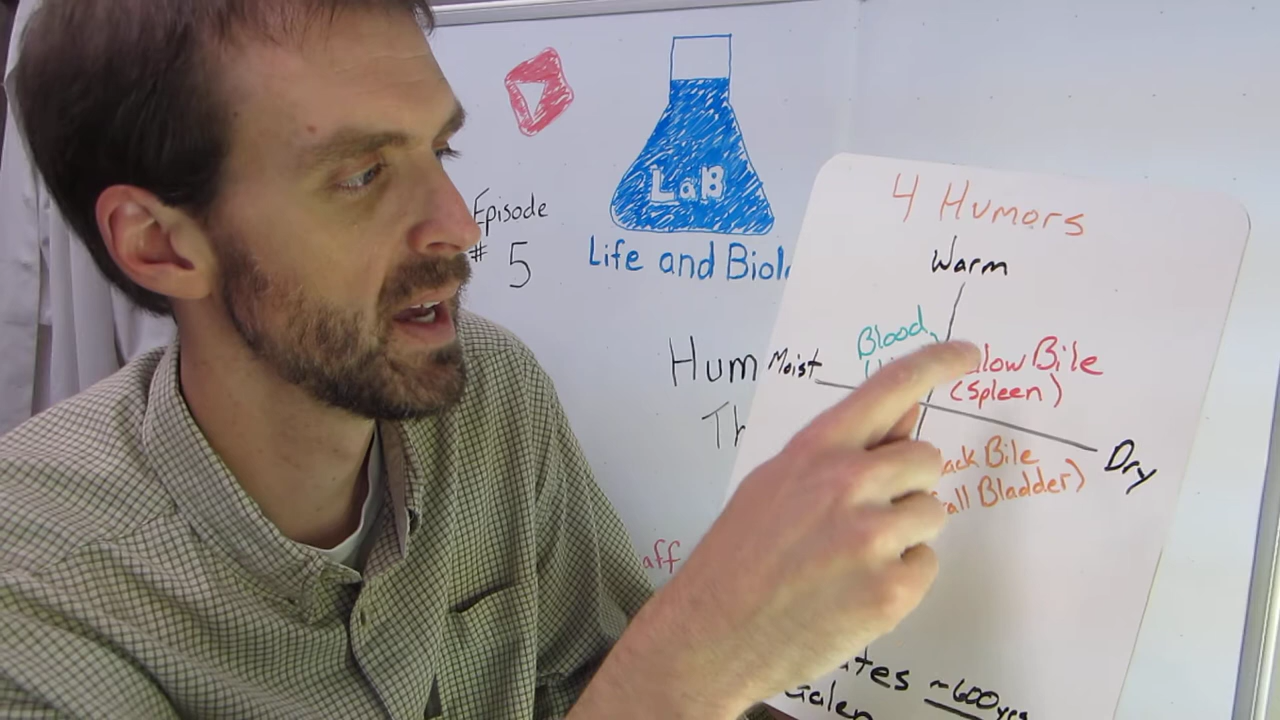 LaB
Episode
# 5
Life and Biol
Hum
Th
aff
4 Humors
Warm
Moist
Blood
low Bile
(Spleen)
Dry
ack Bile
all Bladder)
ates ~600yrs
Galen